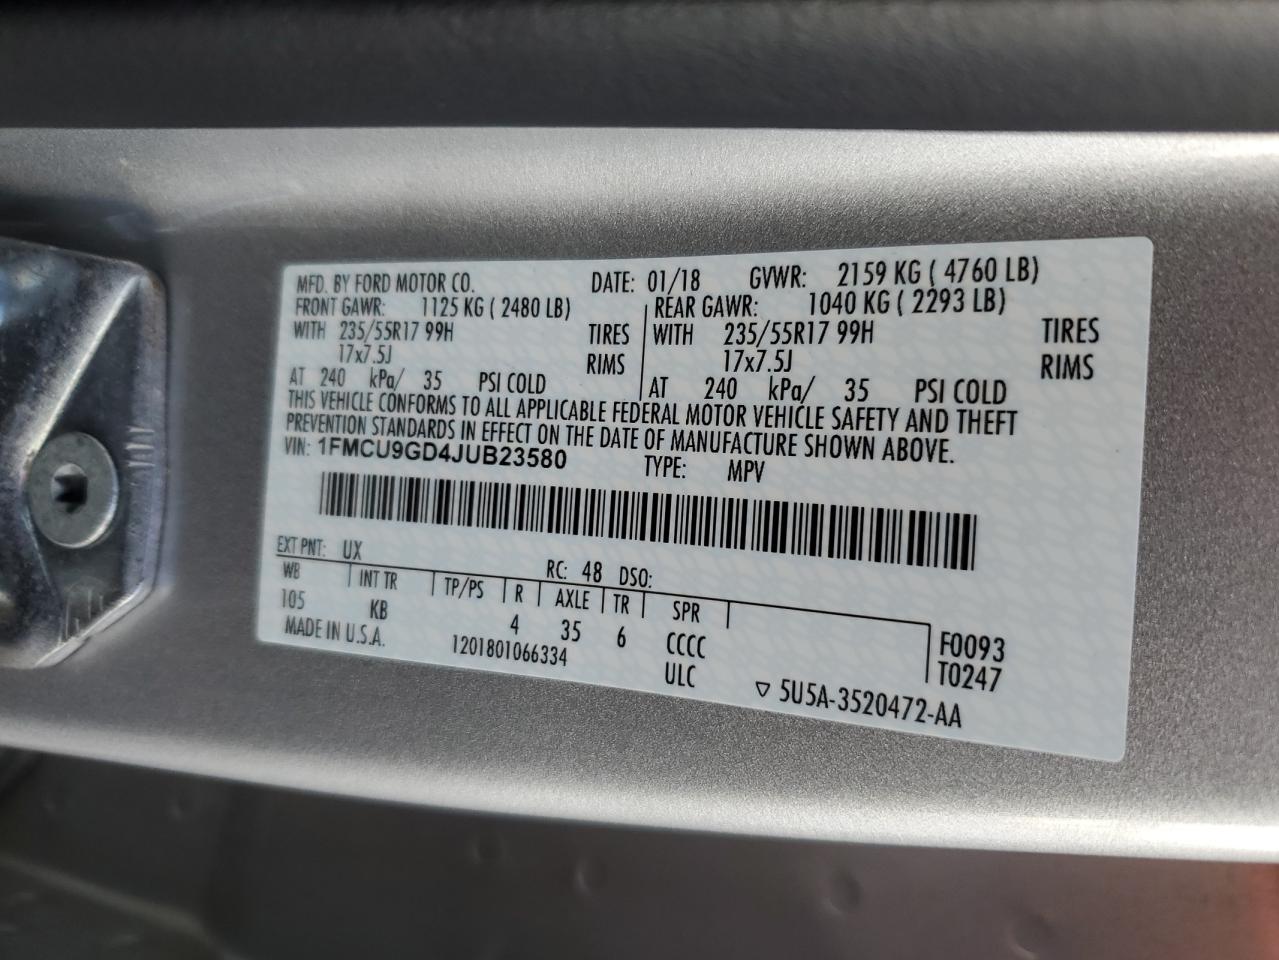 MFD. BY FORD MOTOR CO. DATE: 01/18 GVWR: 2159 KG ( 4760 LB)
FRONT GAWR: 1125 KG ( 2480 LB) REAR GAWR: 1040 KG ( 2293 LB)
WITH 235/55R17 99H TIRES WITH 235/55R17 99H TIRES
17x7.5J RIMS 17x7.5J RIMS
AT 240 kPa/ 35 PSI COLD AT 240 kPa/ 35 PSI COLD
THIS VEHICLE CONFORMS TO ALL APPLICABLE FEDERAL MOTOR VEHICLE SAFETY AND THEFT
PREVENTION STANDARDS IN EFFECT ON THE DATE OF MANUFACTURE SHOWN ABOVE.
VIN: 1FMCU9GD4JUB23580 TYPE: MPV
EXT PNT: UX RC: 48 DSO:
WB INT TR TP/PS R AXLE TR SPR
105 KB 4 35 6 CCCC F0093
MADE IN U.S.A. 1201801066334 ULC T0247
▽ 5U5A-3520472-AA